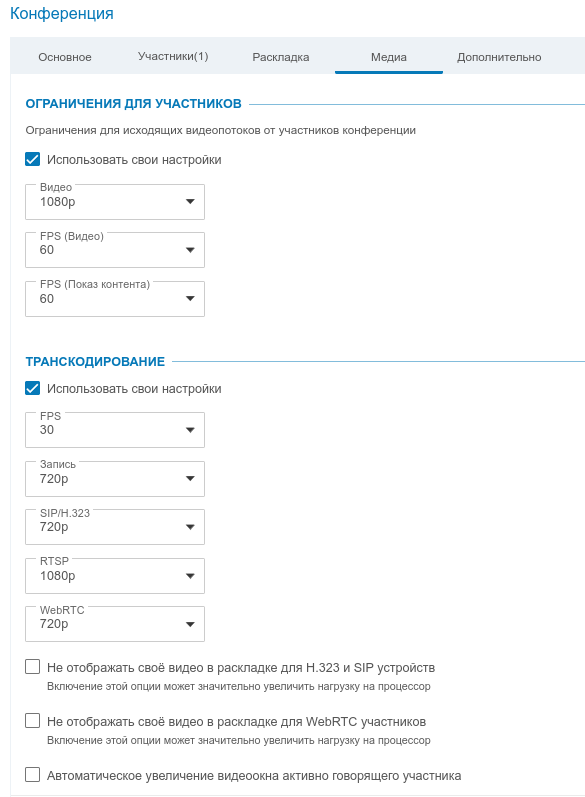 Конференция
Основное Участники(1) Раскладка Медиа Дополнительно
ОГРАНИЧЕНИЯ ДЛЯ УЧАСТНИКОВ
Ограничения для исходящих видеопотоков от участников конференции
Использовать свои настройки
Видео
1080p
FPS (Видео)
60
FPS (Показ контента)
60
ТРАНСКОДИРОВАНИЕ
Использовать свои настройки
FPS
30
Запись
720p
SIP/H.323
720p
RTSP
1080p
WebRTC
720p
Не отображать своё видео в раскладке для H.323 и SIP устройств
Включение этой опции может значительно увеличить нагрузку на процессор
Не отображать своё видео в раскладке для WebRTC участников
Включение этой опции может значительно увеличить нагрузку на процессор
Автоматическое увеличение видеоокна активно говорящего участника